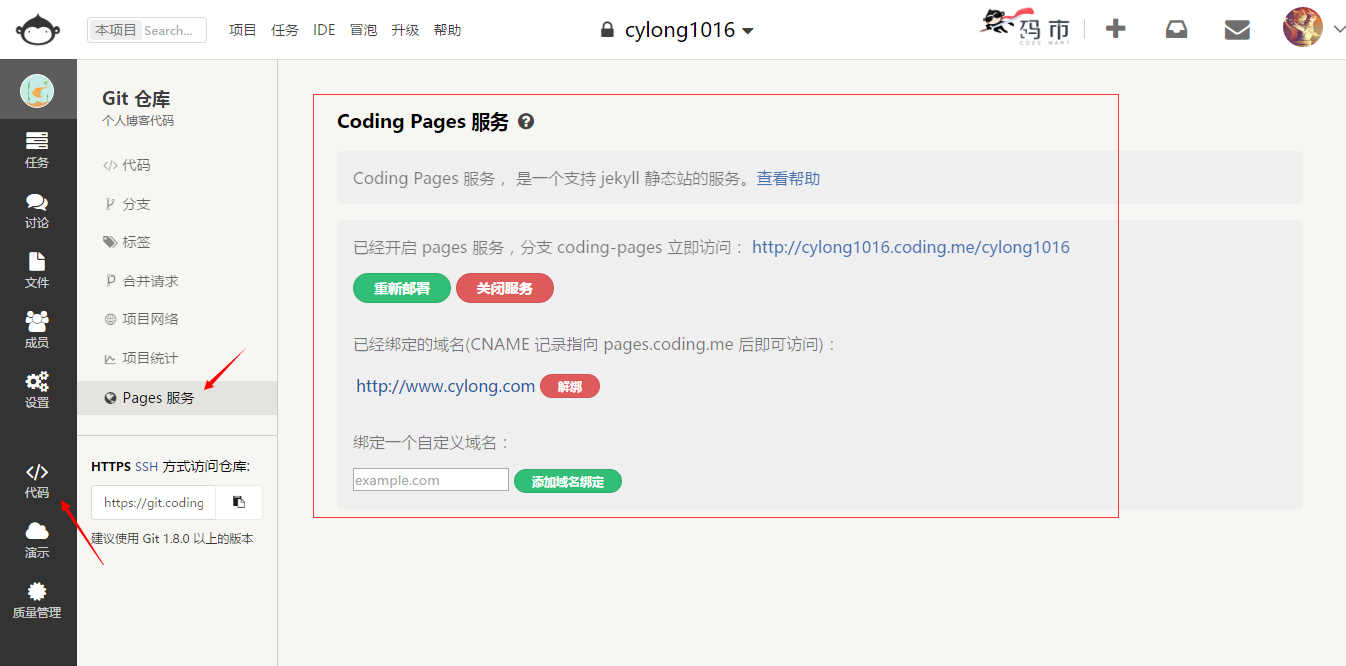 本项目 Search...
项目 任务 IDE 冒泡 升级 帮助
cylong1016
码市
CODE MART
任务
讨论
文件
成员
设置
代码
演示
质量管理
Git 仓库
个人博客代码
代码
分支
标签
合并请求
项目网络
项目统计
Pages 服务
HTTPS SSH 方式访问仓库:
https://git.coding
建议使用 Git 1.8.0 以上的版本
Coding Pages 服务
Coding Pages 服务 ，是一个支持 jekyll 静态站的服务。查看帮助
已经开启 pages 服务，分支 coding-pages 立即访问： http://cylong1016.coding.me/cylong1016
重新部署 关闭服务
已经绑定的域名(CNAME 记录指向 pages.coding.me 后即可访问)：
http://www.cylong.com 解绑
绑定一个自定义域名：
example.com 添加域名绑定